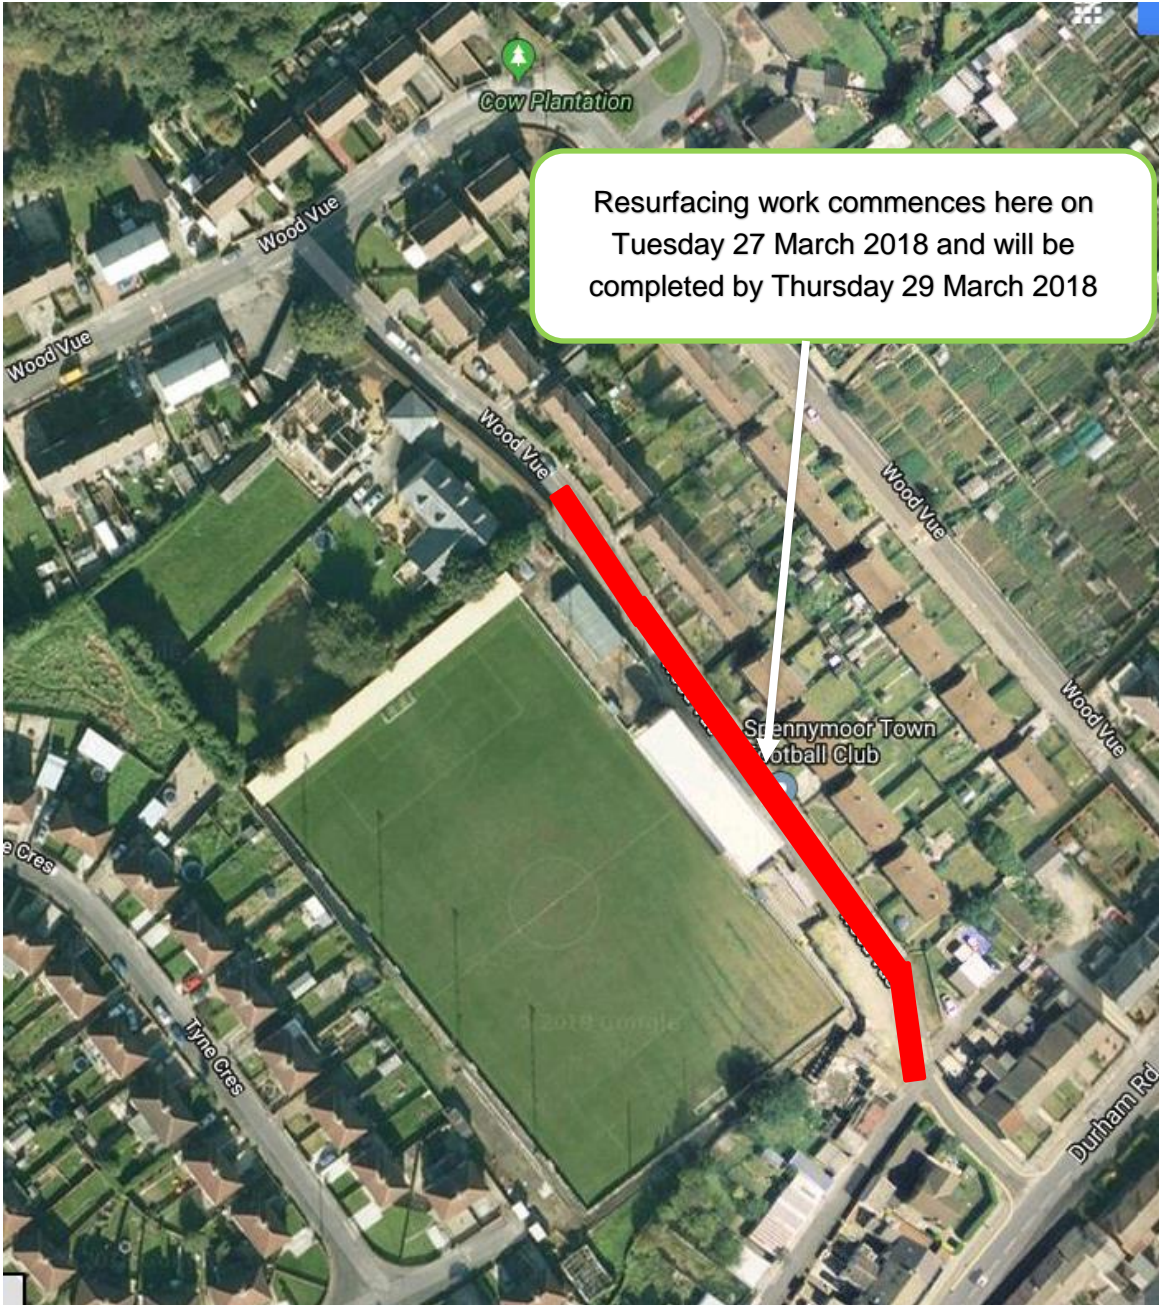 Cow Plantation
Resurfacing work commences here on
Tuesday 27 March 2018 and will be
completed by Thursday 29 March 2018
Wood Vue
Wood Vue
Wood Vue
Wood Vue
Wood Vue
Spennymoor Town
Football Club
e Cres
Tyne Cres
Durham Rd